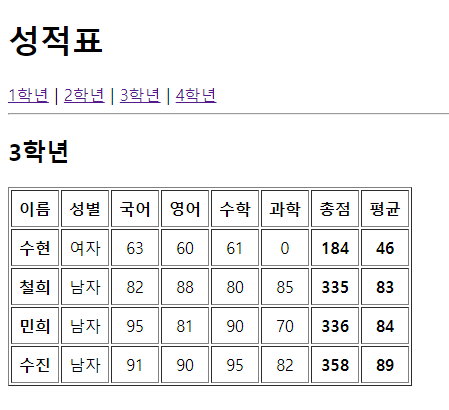 성적표
1학년 | 2학년 | 3학년 | 4학년
3학년
이름 성별 국어 영어 수학 과학 총점 평균
수현 여자 63 60 61 0 184 46
철희 남자 82 88 80 85 335 83
민희 남자 95 81 90 70 336 84
수진 남자 91 90 95 82 358 89